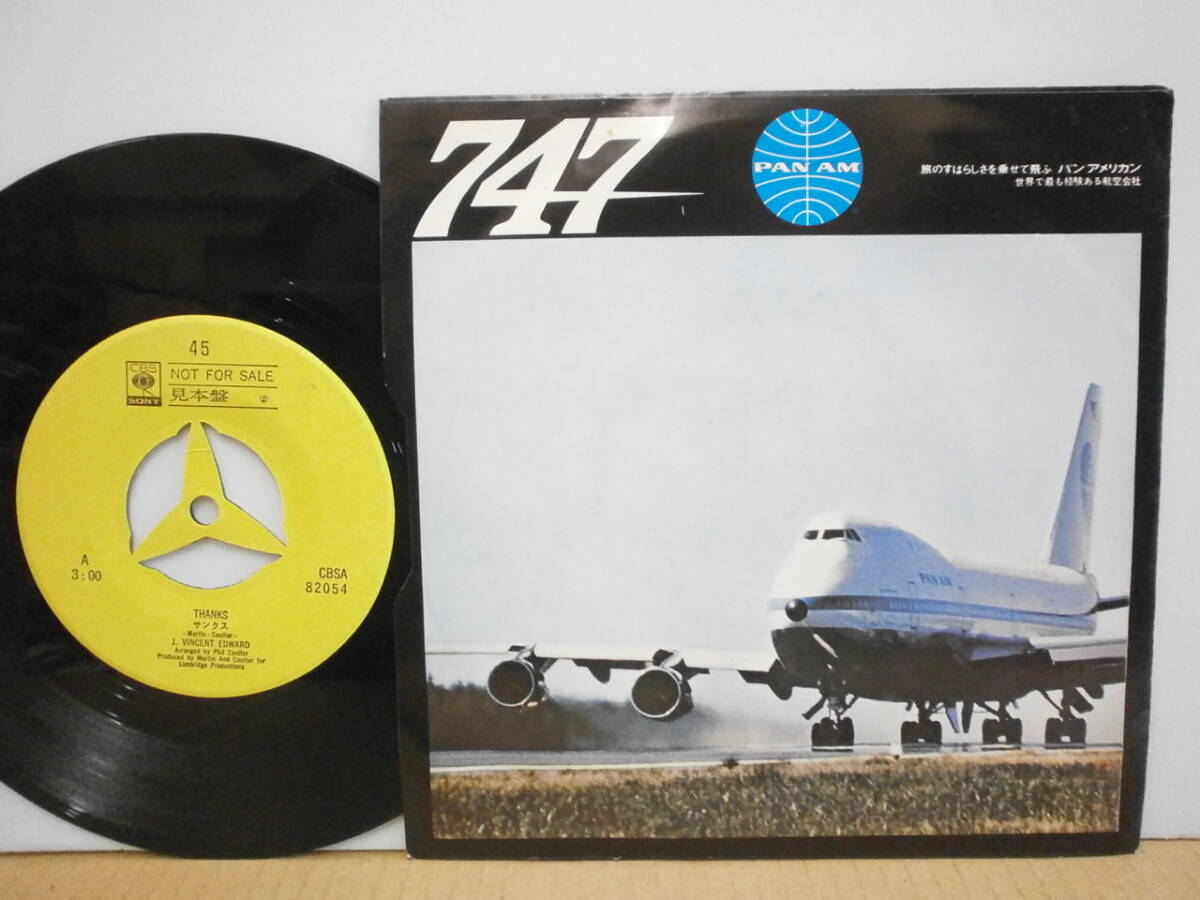 45
CBS
SONY
NOT FOR SALE
見本盤
A
3:00
CBSA
82054
THANKS
サンクス
- Martin - Coulter -
J. VINCENT EDWARD
Arranged by Phil Coulter
Produced by Martin And Coulter for
Limbridge Productions
747
PAN AM
旅のすばらしさを乗せて飛ぶ パン アメリカン
世界で最も経験ある航空会社
PAN AM